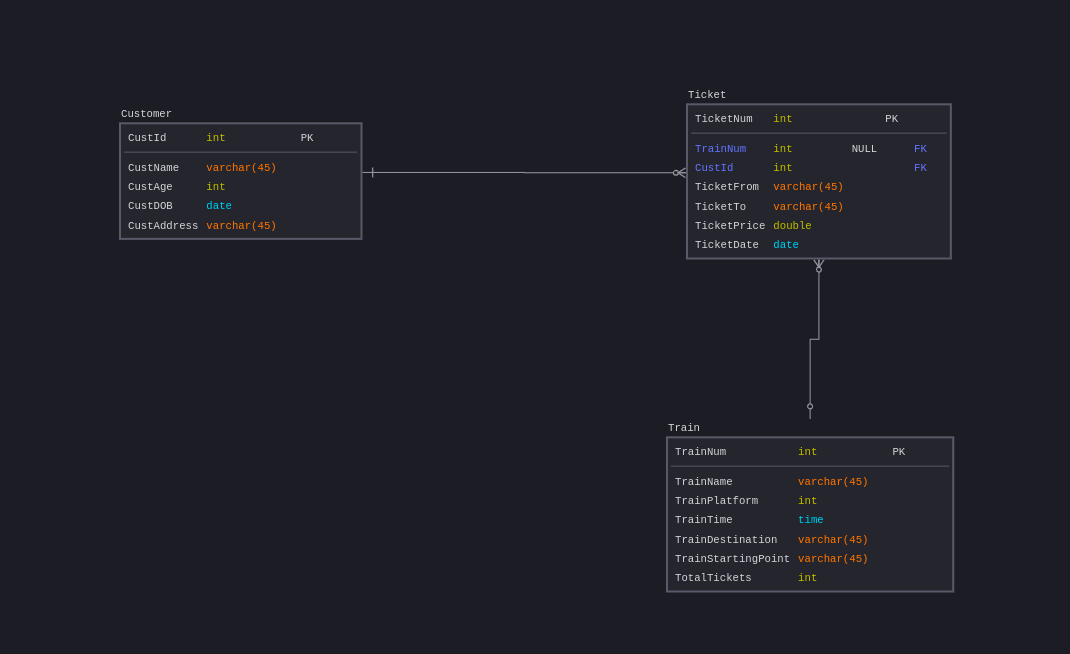 Customer
CustId int PK
CustName varchar(45)
CustAge int
CustDOB date
CustAddress varchar(45)
Ticket
TicketNum int PK
TrainNum int NULL FK
CustId int FK
TicketFrom varchar(45)
TicketTo varchar(45)
TicketPrice double
TicketDate date
Train
TrainNum int PK
TrainName varchar(45)
TrainPlatform int
TrainTime time
TrainDestination varchar(45)
TrainStartingPoint varchar(45)
TotalTickets int